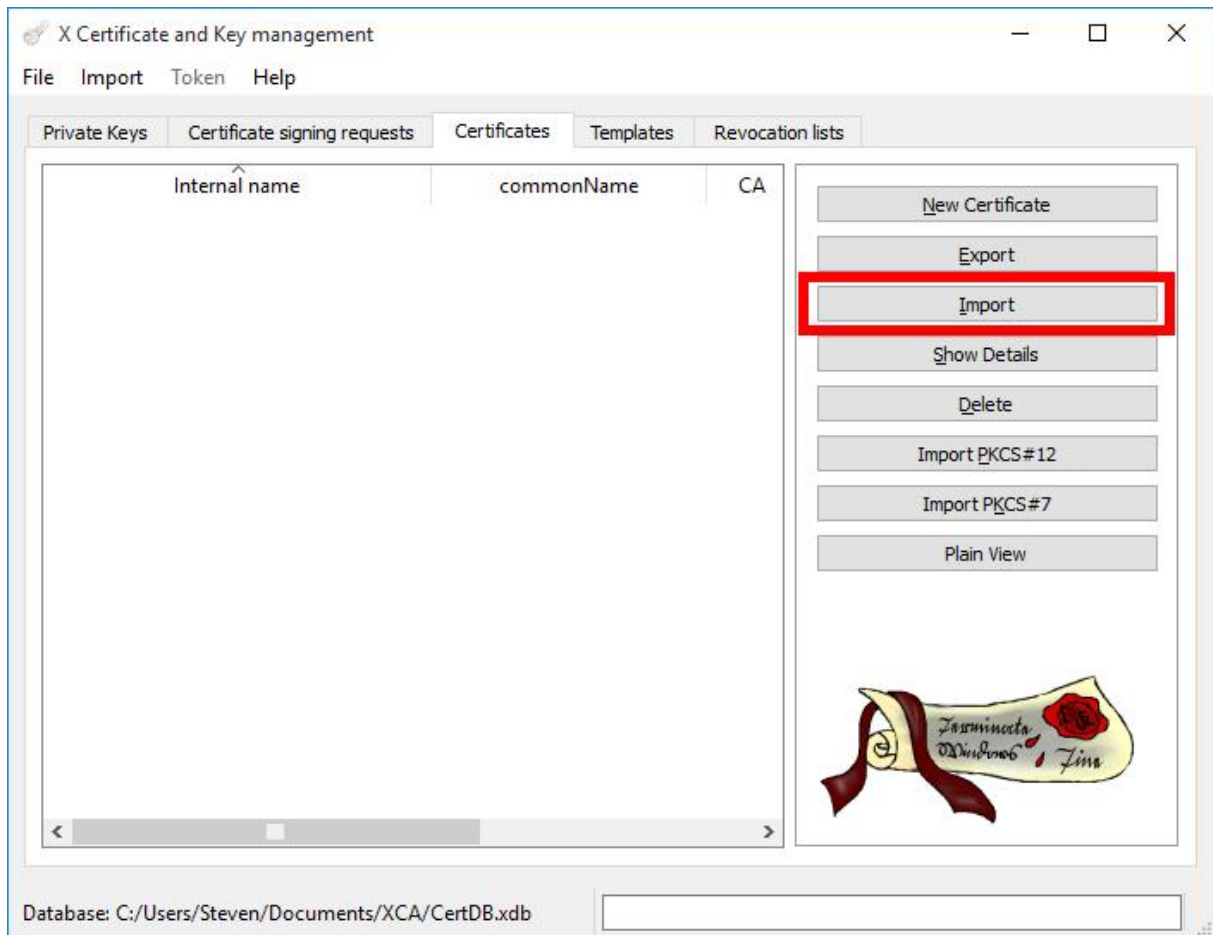 X Certificate and Key management
File Import Token Help
Private Keys Certificate signing requests Certificates Templates Revocation lists
Internal name commonName CA
New Certificate
Export
Import
Show Details
Delete
Import PKCS#12
Import PKCS#7
Plain View
Windows
Database: C:/Users/Steven/Documents/XCA/CertDB.xdb